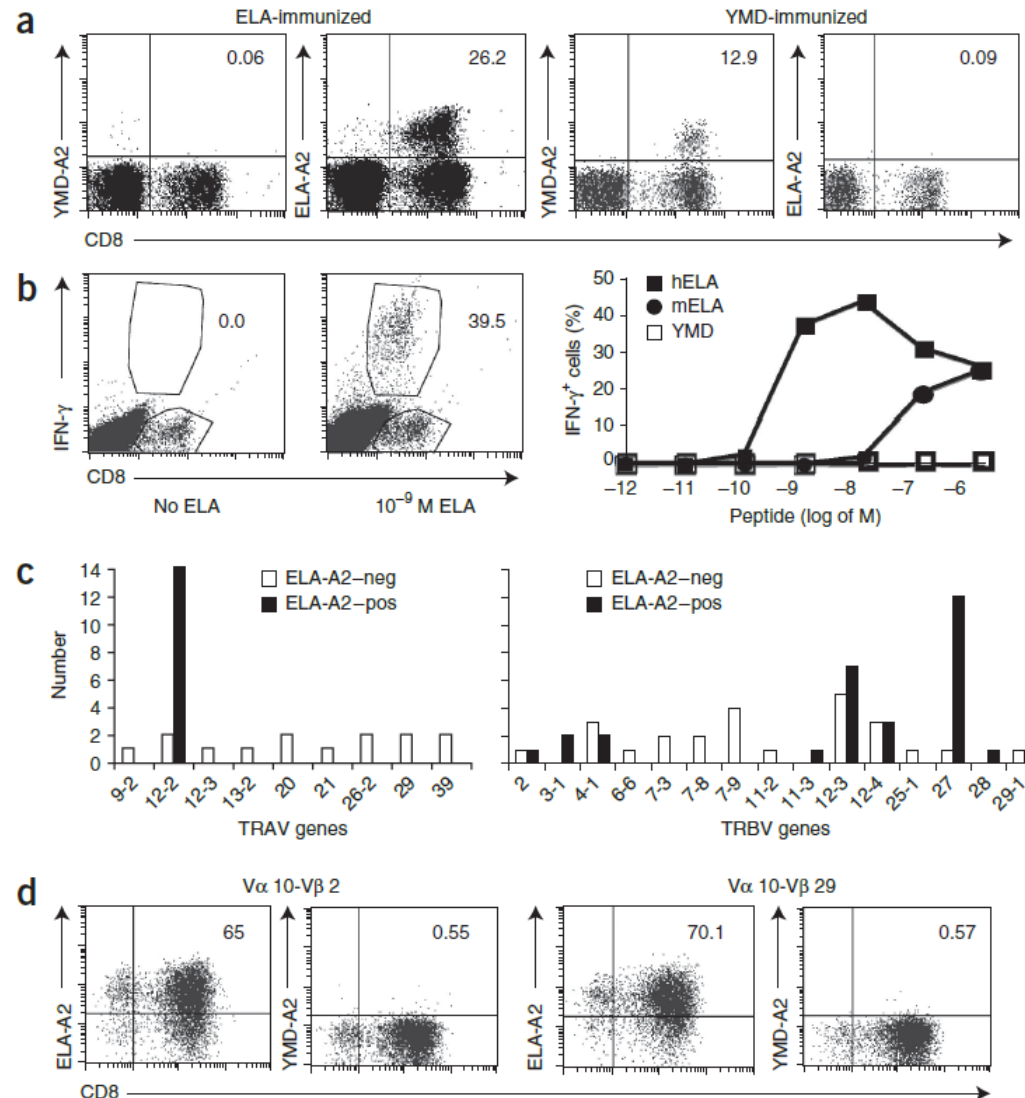 a
ELA-immunized
YMD-immunized
YMD-A2
0.06
ELA-A2
26.2
YMD-A2
12.9
ELA-A2
0.09
CD8
b
IFN-γ
0.0
39.5
CD8
No ELA
10⁻⁹ M ELA
IFN-γ⁺ cells (%)
50
40
30
20
10
0
hELA
mELA
YMD
–12 –11 –10 –9 –8 –7 –6
Peptide (log of M)
c
Number
14
12
10
8
6
4
2
0
ELA-A2–neg
ELA-A2–pos
9-2 12-2 12-3 13-2 20 21 26-2 29 39
TRAV genes
ELA-A2–neg
ELA-A2–pos
2 3-1 4-1 6-6 7-3 7-8 7-9 11-2 11-3 12-3 12-4 25-1 27 28 29-1
TRBV genes
d
Vα 10-Vβ 2
Vα 10-Vβ 29
ELA-A2
65
YMD-A2
0.55
ELA-A2
70.1
YMD-A2
0.57
CD8